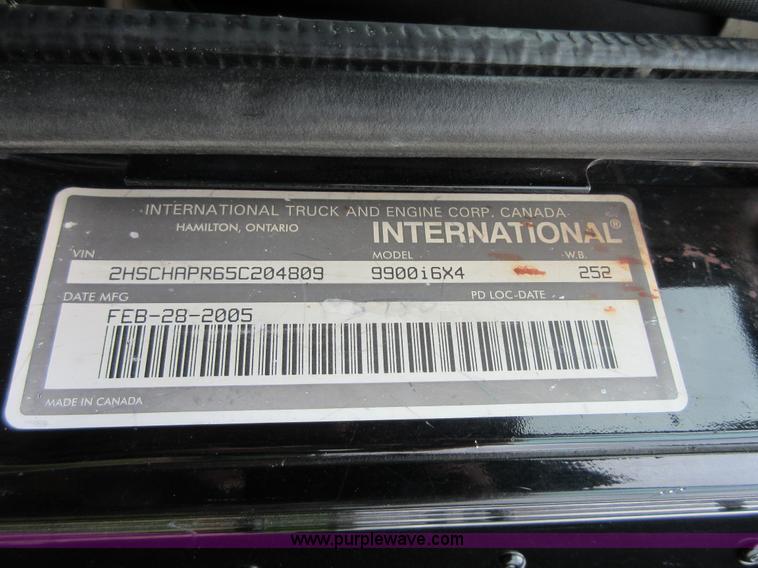 INTERNATIONAL TRUCK AND ENGINE CORP. CANADA
HAMILTON, ONTARIO
INTERNATIONAL®
VIN MODEL W.B.
2HSCHAPR65C204809 9900i6X4 252
DATE MFG PD LOC-DATE
FEB-28-2005
MADE IN CANADA
www.purplewave.com